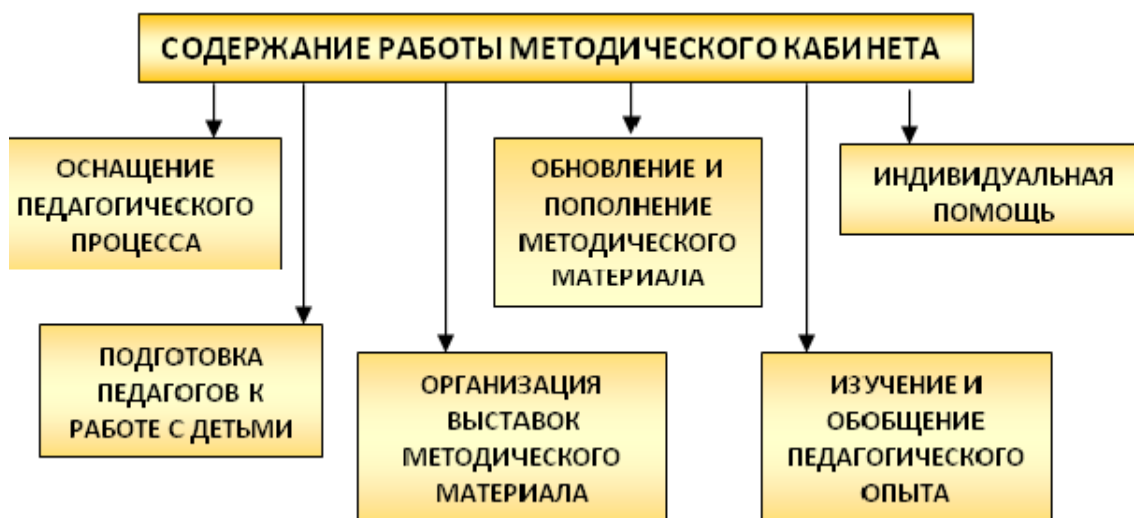 СОДЕРЖАНИЕ РАБОТЫ МЕТОДИЧЕСКОГО КАБИНЕТА
ОСНАЩЕНИЕ
ПЕДАГОГИЧЕСКОГО
ПРОЦЕССА
ОБНОВЛЕНИЕ И
ПОПОЛНЕНИЕ
МЕТОДИЧЕСКОГО
МАТЕРИАЛА
ИНДИВИДУАЛЬНАЯ
ПОМОЩЬ
ПОДГОТОВКА
ПЕДАГОГОВ К
РАБОТЕ С ДЕТЬМИ
ОРГАНИЗАЦИЯ
ВЫСТАВОК
МЕТОДИЧЕСКОГО
МАТЕРИАЛА
ИЗУЧЕНИЕ И
ОБОБЩЕНИЕ
ПЕДАГОГИЧЕСКОГО
ОПЫТА